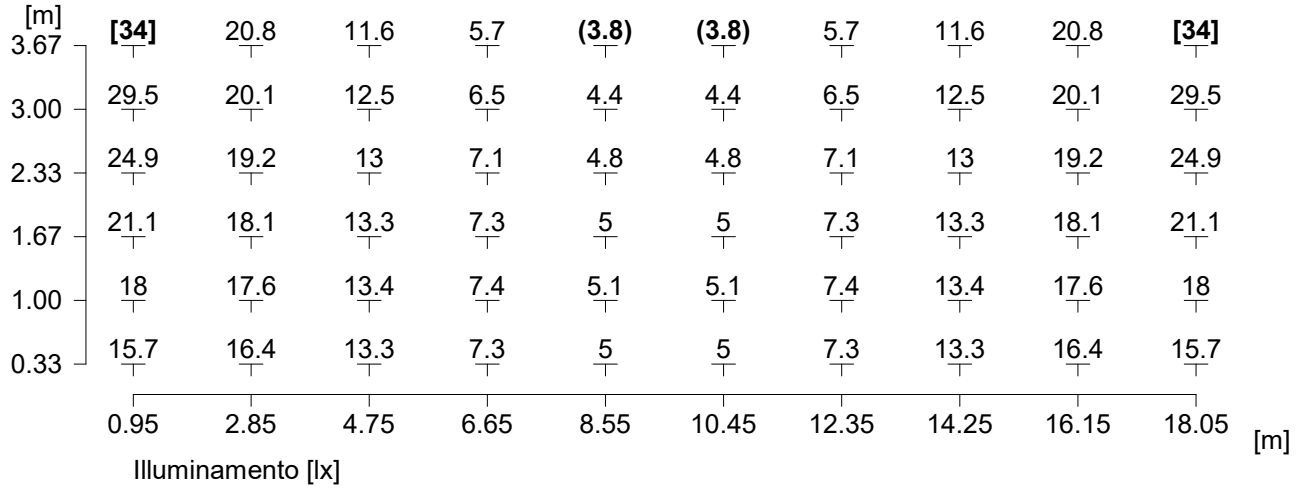 [m]
3.67 [34] 20.8 11.6 5.7 (3.8) (3.8) 5.7 11.6 20.8 [34]
3.00 29.5 20.1 12.5 6.5 4.4 4.4 6.5 12.5 20.1 29.5
2.33 24.9 19.2 13 7.1 4.8 4.8 7.1 13 19.2 24.9
1.67 21.1 18.1 13.3 7.3 5 5 7.3 13.3 18.1 21.1
1.00 18 17.6 13.4 7.4 5.1 5.1 7.4 13.4 17.6 18
0.33 15.7 16.4 13.3 7.3 5 5 7.3 13.3 16.4 15.7
0.95 2.85 4.75 6.65 8.55 10.45 12.35 14.25 16.15 18.05 [m]
Illuminamento [lx]